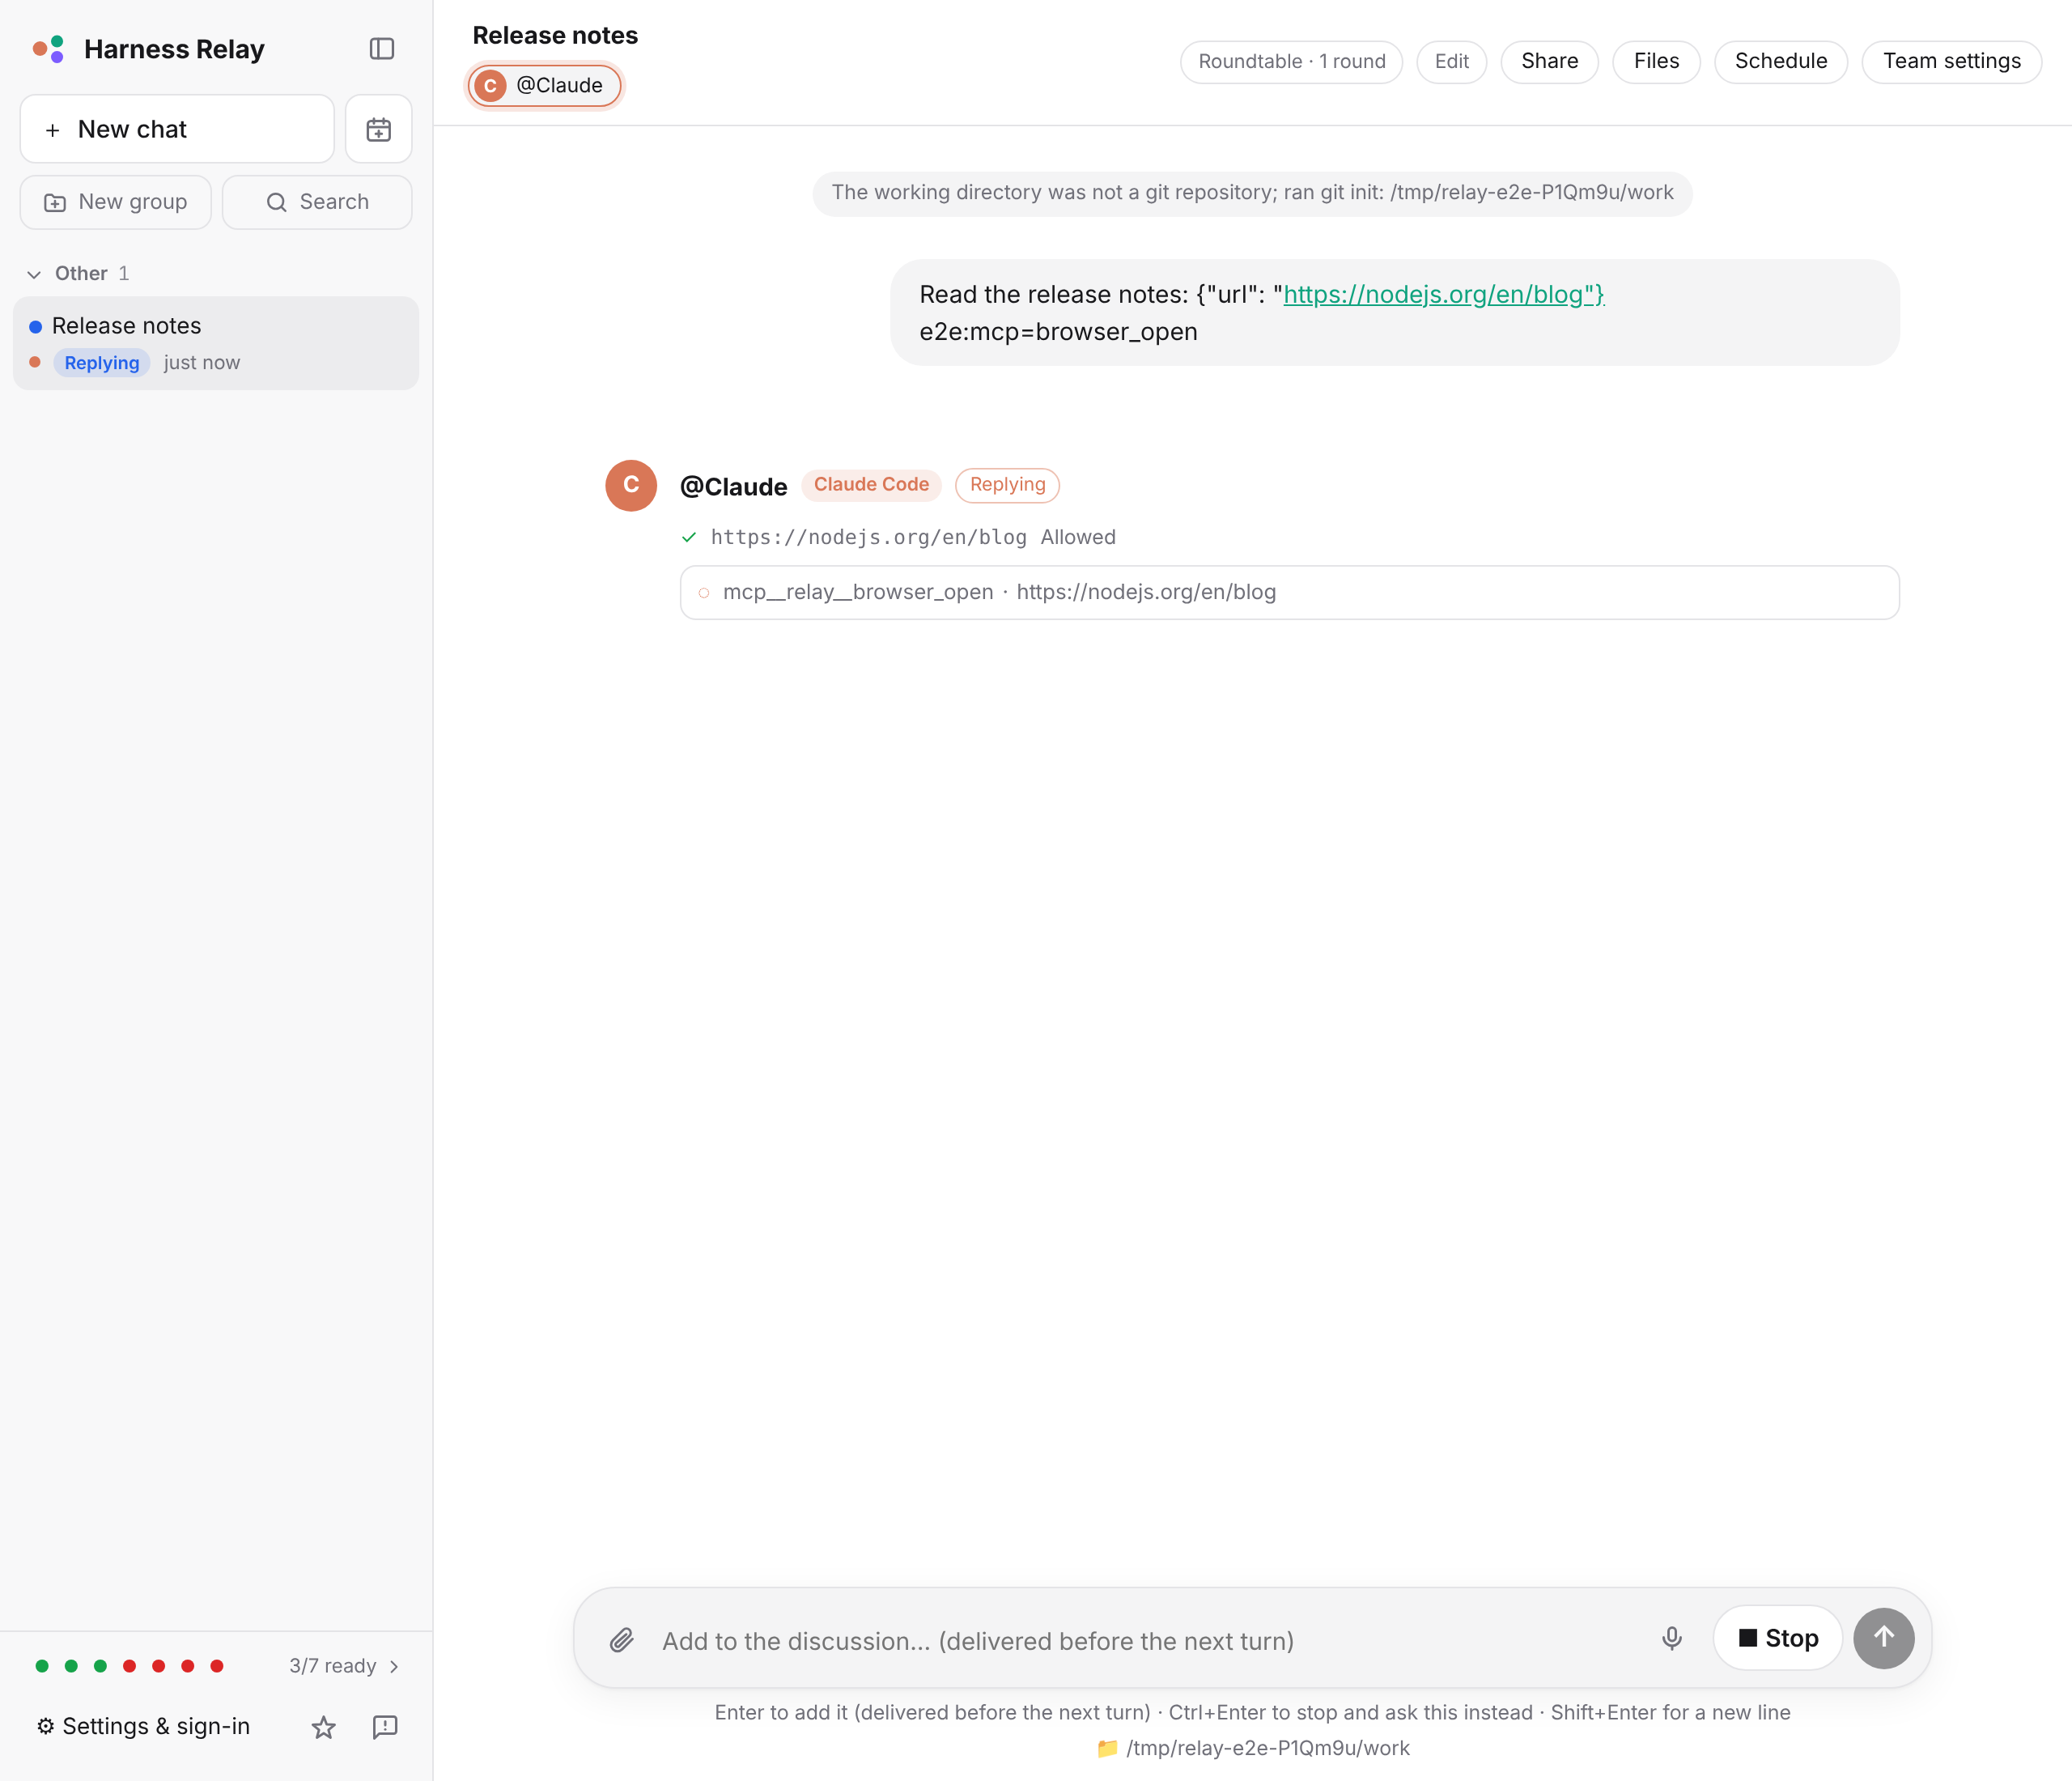 Harness Relay
+ New chat
New group
Search
Other 1
Release notes
Replying just now
3/7 ready
Settings & sign-in
Release notes
C @Claude
Roundtable · 1 round
Edit
Share
Files
Schedule
Team settings
The working directory was not a git repository; ran git init: /tmp/relay-e2e-P1Qm9u/work
Read the release notes: {"url": "https://nodejs.org/en/blog"}
e2e:mcp=browser_open
C @Claude Claude Code Replying
https://nodejs.org/en/blog Allowed
mcp__relay__browser_open · https://nodejs.org/en/blog
Add to the discussion... (delivered before the next turn)
Stop
Enter to add it (delivered before the next turn) · Ctrl+Enter to stop and ask this instead · Shift+Enter for a new line
/tmp/relay-e2e-P1Qm9u/work